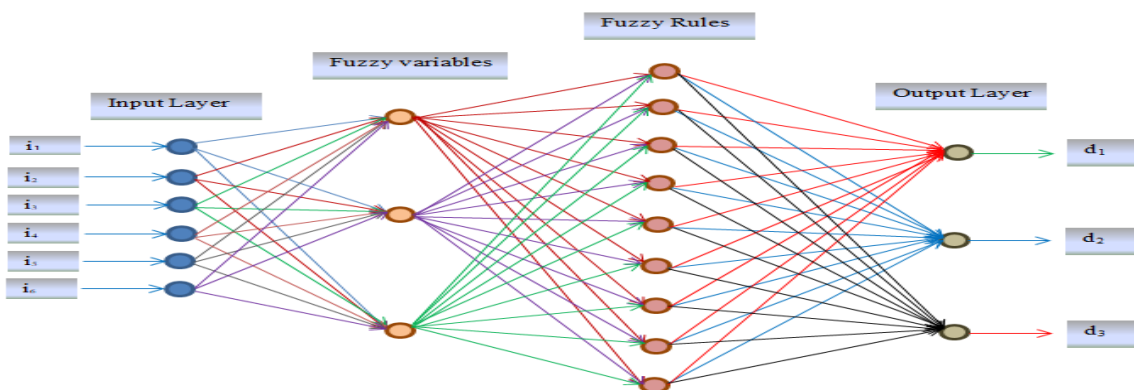 Fuzzy Rules
Fuzzy variables
Input Layer
Output Layer
i₁
i₂
i₃
i₄
i₅
i₆
d₁
d₂
d₃